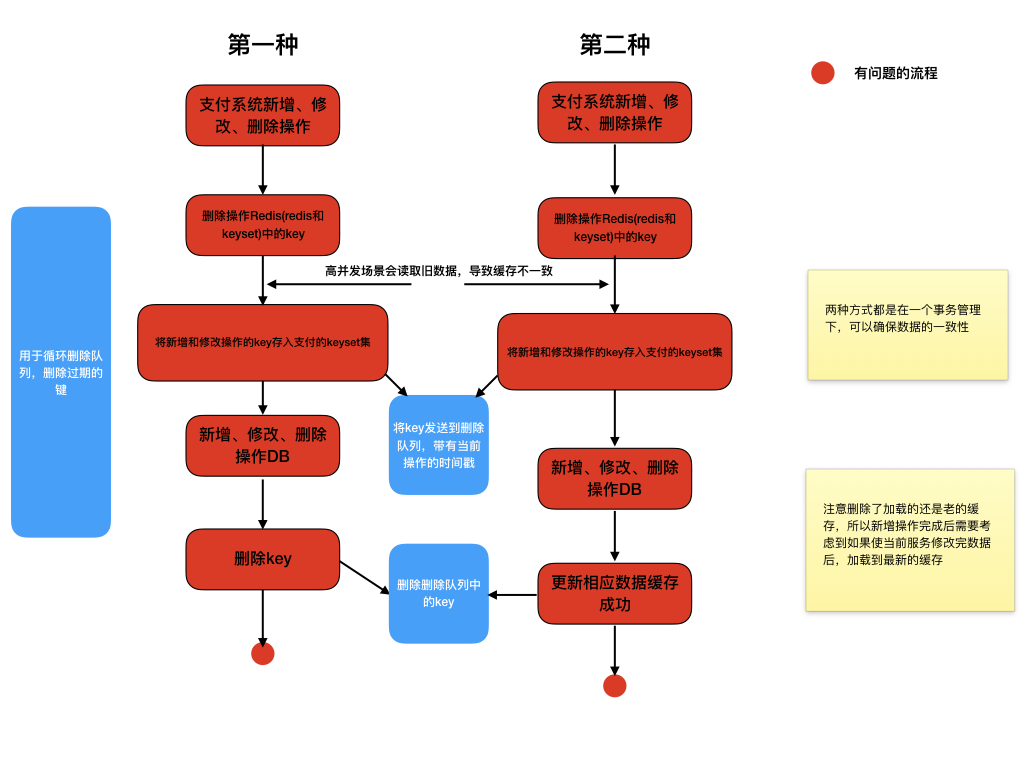 第一种
第二种
有问题的流程
支付系统新增、修
改、删除操作
支付系统新增、修
改、删除操作
删除操作Redis(redis和
keyset)中的key
删除操作Redis(redis和
keyset)中的key
高并发场景会读取旧数据，导致缓存不一致
将新增和修改操作的key存入支付的keyset集
将新增和修改操作的key存入支付的keyset集
用于循环删除队
列，删除过期的
键
将key发送到删除
队列，带有当前
操作的时间戳
新增、修改、删除
操作DB
新增、修改、删除
操作DB
删除key
删除删除队列中
的key
更新相应数据缓存
成功
两种方式都是在一个事务管理
下，可以确保数据的一致性
注意删除了加载的还是老的缓
存，所以新增操作完成后需要考
虑到如果使当前服务修改完数据
后，加载到最新的缓存